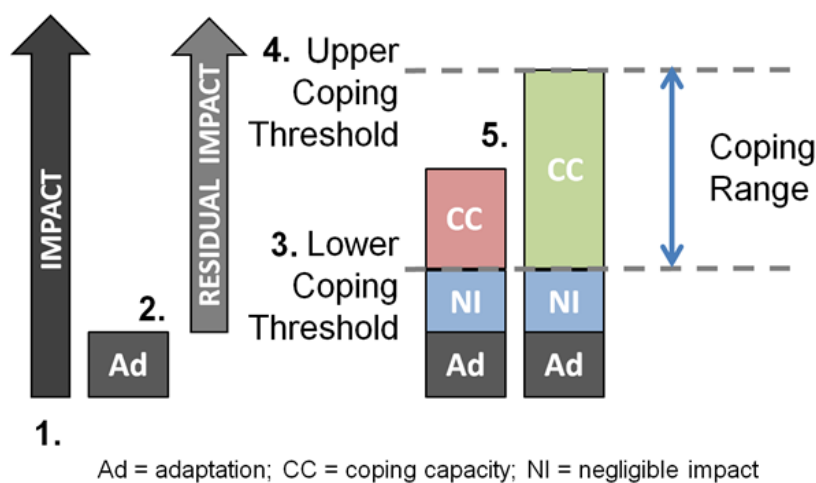 IMPACT
1.
2.
Ad
RESIDUAL IMPACT
4. Upper
Coping
Threshold
3. Lower
Coping
Threshold
5.
CC
NI
Ad
CC
NI
Ad
Coping
Range
Ad = adaptation; CC = coping capacity; NI = negligible impact